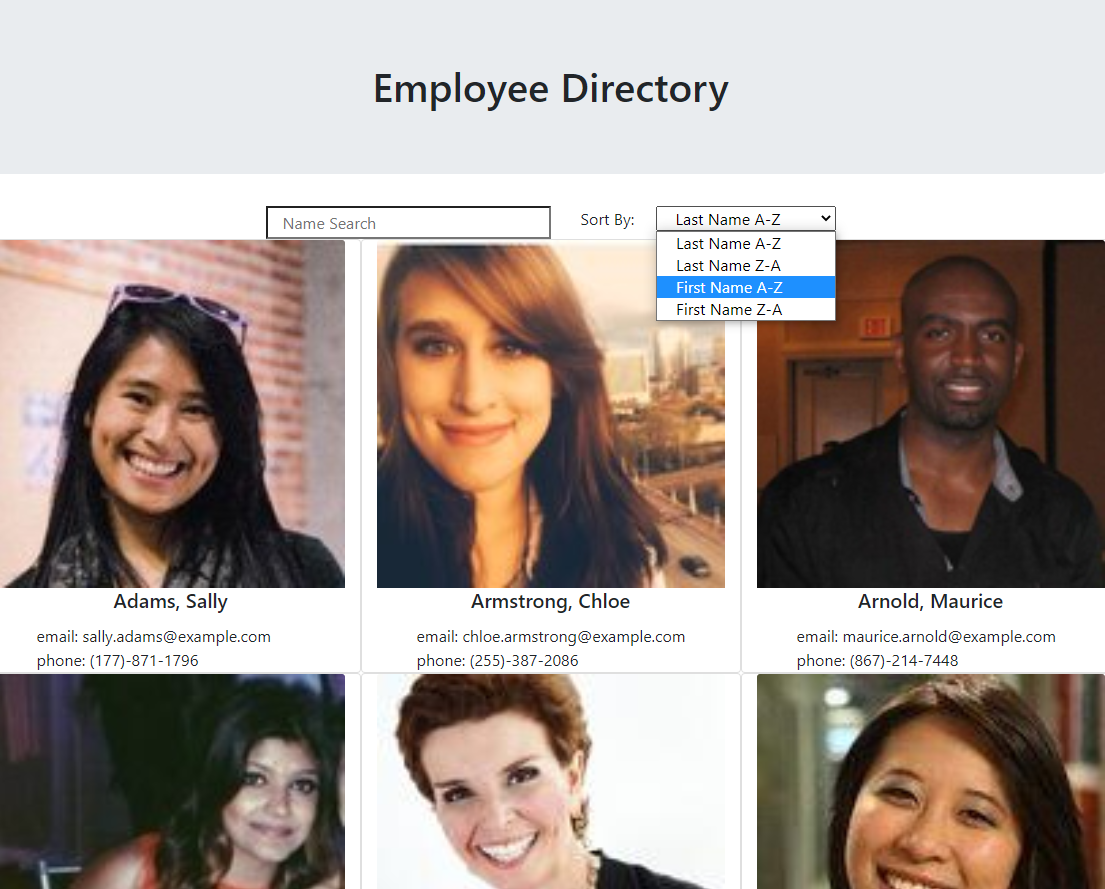 Employee Directory
Name Search
Sort By:
Last Name A-Z
Last Name A-Z
Last Name Z-A
First Name A-Z
First Name Z-A
EXIT
Adams, Sally
Armstrong, Chloe
Arnold, Maurice
email: sally.adams@example.com
phone: (177)-871-1796
email: chloe.armstrong@example.com
phone: (255)-387-2086
email: maurice.arnold@example.com
phone: (867)-214-7448